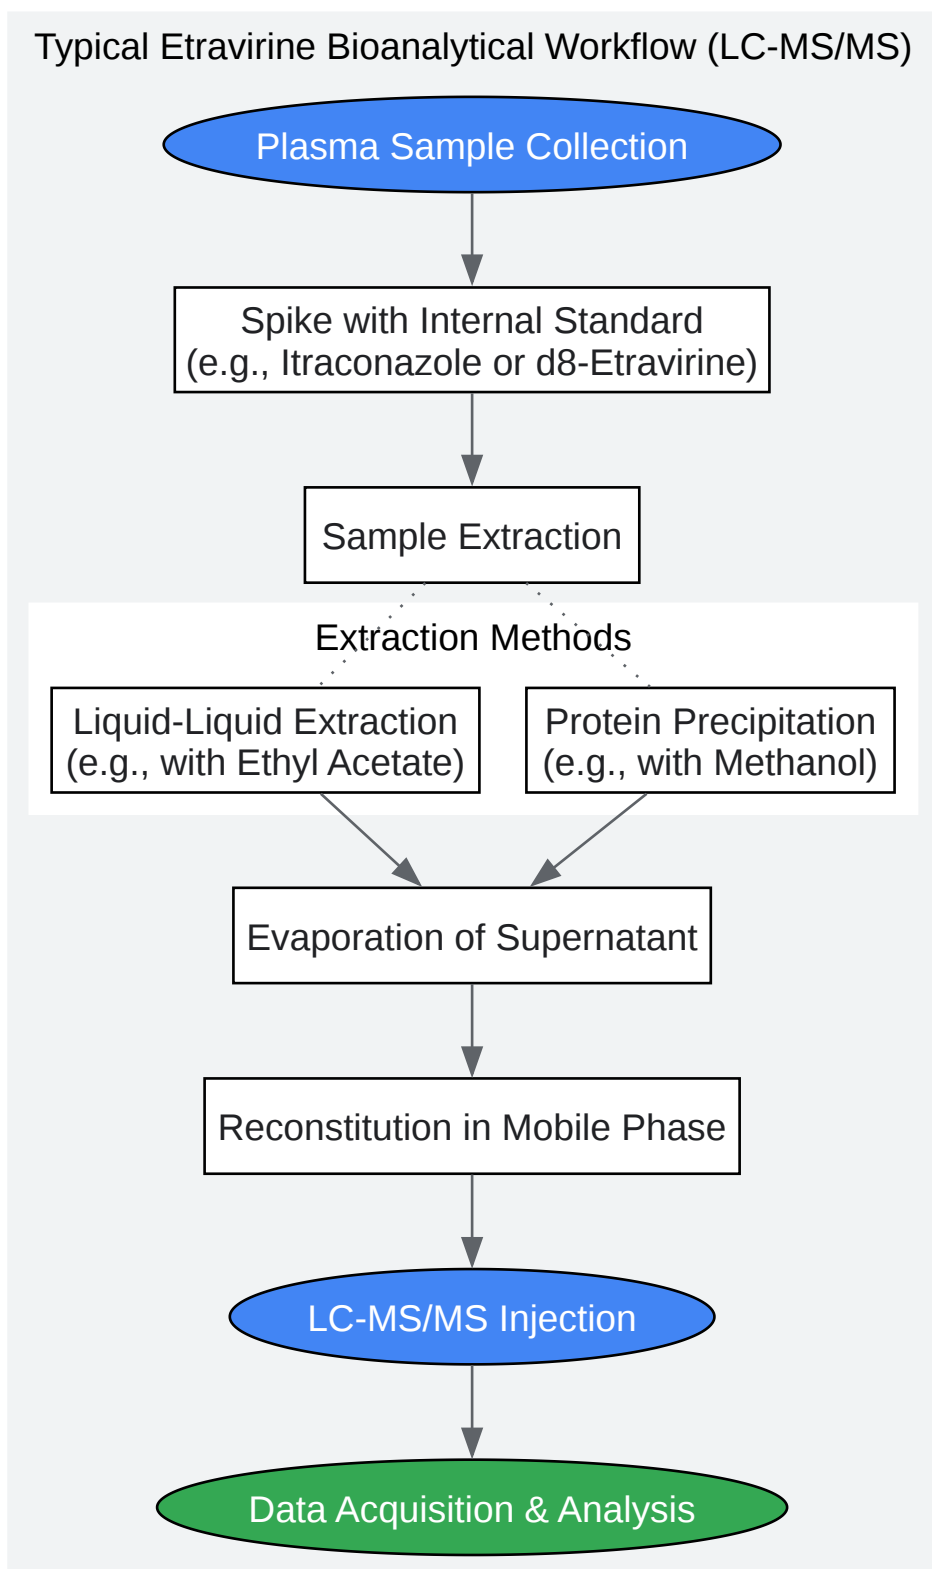 Typical Etravirine Bioanalytical Workflow (LC-MS/MS)
Plasma Sample Collection
Spike with Internal Standard
(e.g., Itraconazole or d8-Etravirine)
Sample Extraction
Extraction Methods
Liquid-Liquid Extraction
(e.g., with Ethyl Acetate)
Protein Precipitation
(e.g., with Methanol)
Evaporation of Supernatant
Reconstitution in Mobile Phase
LC-MS/MS Injection
Data Acquisition & Analysis